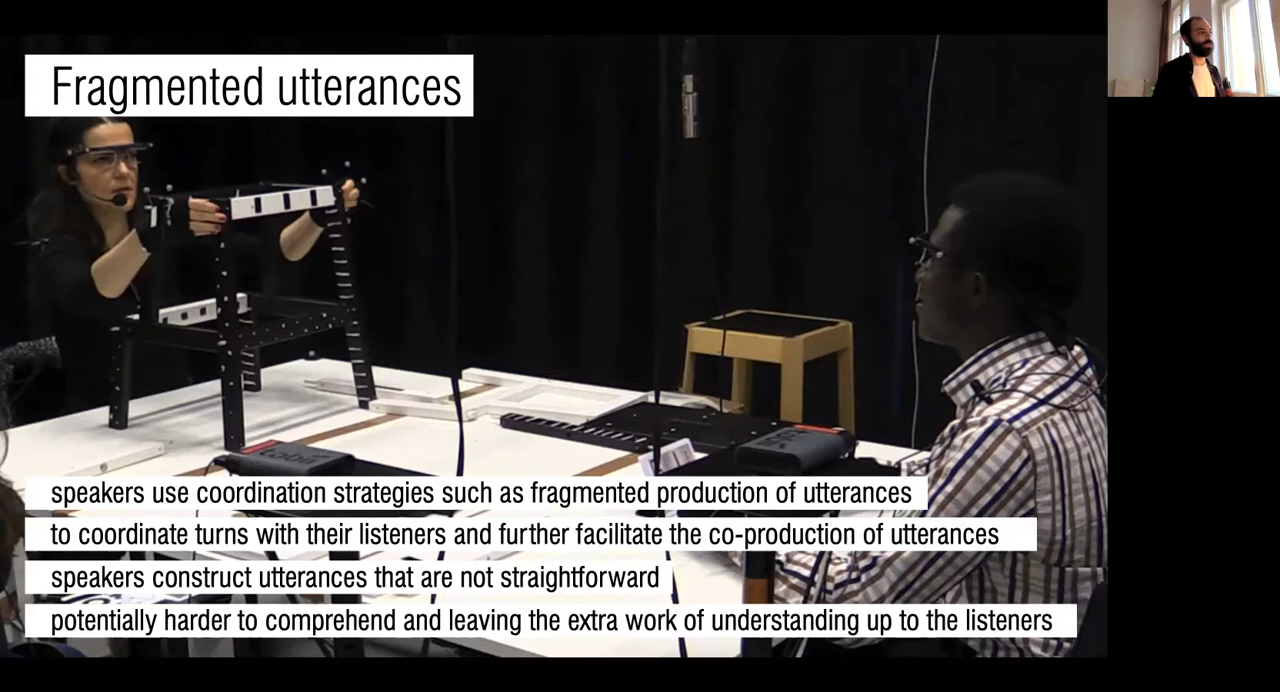 Fragmented utterances
tobii
speakers use coordination strategies such as fragmented production of utterances
to coordinate turns with their listeners and further facilitate the co-production of utterances
speakers construct utterances that are not straightforward
potentially harder to comprehend and leaving the extra work of understanding up to the listeners